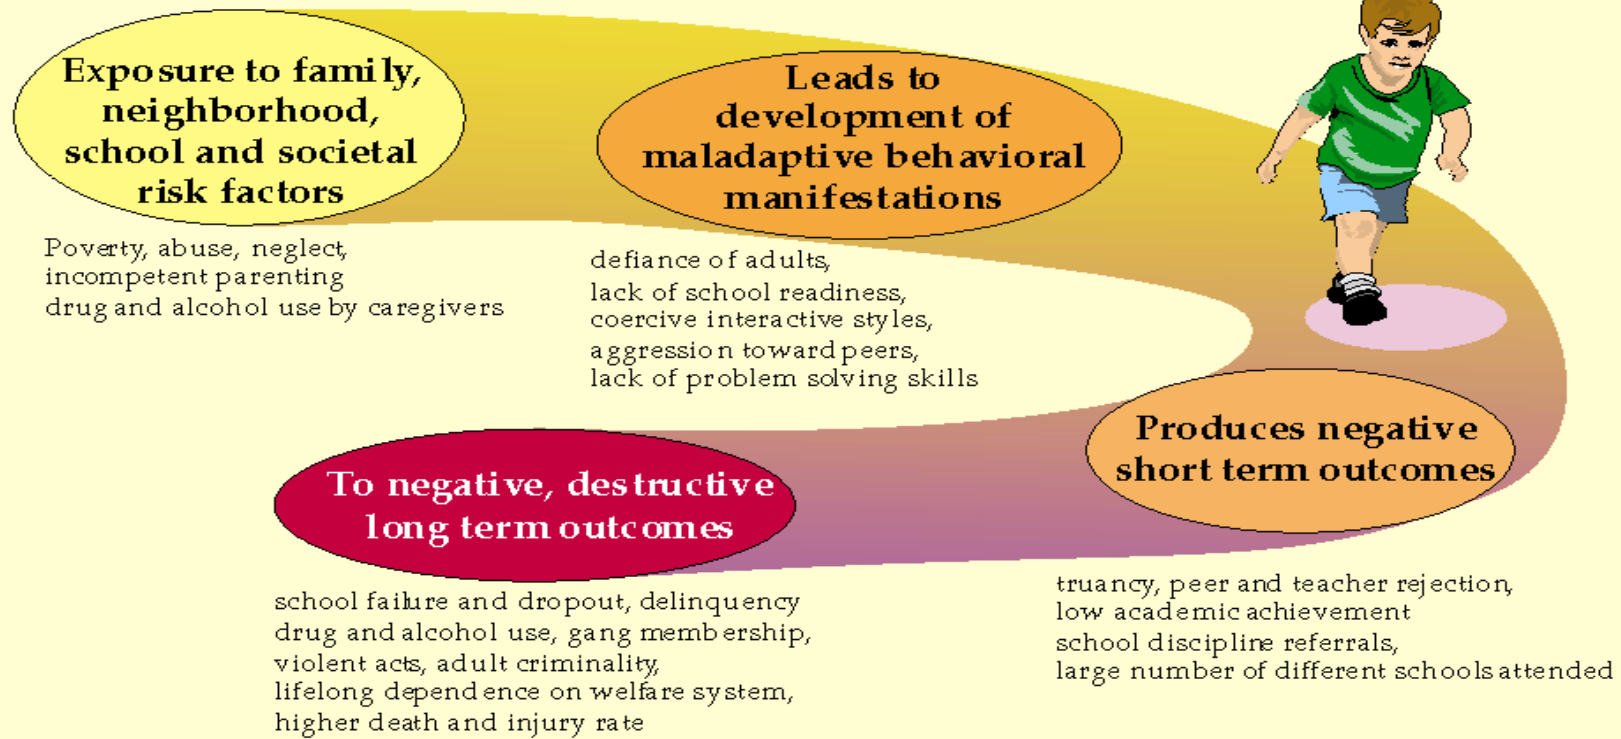 Exposure to family,
neighborhood,
school and societal
risk factors
Poverty, abuse, neglect,
incompetent parenting
drug and alcohol use by caregivers
Leads to
development of
maladaptive behavioral
manifestations
defiance of adults,
lack of school readiness,
coercive interactive styles,
aggression toward peers,
lack of problem solving skills
Produces negative
short term outcomes
truancy, peer and teacher rejection,
low academic achievement
school discipline referrals,
large number of different schools attended
To negative, destructive
long term outcomes
school failure and dropout, delinquency
drug and alcohol use, gang membership,
violent acts, adult criminality,
lifelong dependence on welfare system,
higher death and injury rate